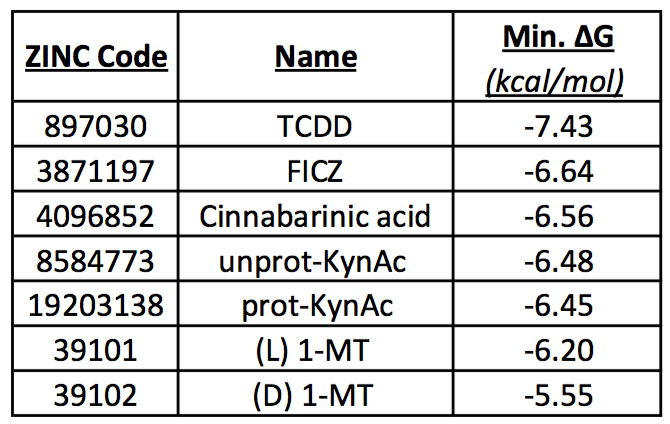 ZINC Code Name Min. ΔG
(kcal/mol)
897030 TCDD -7.43
3871197 FICZ -6.64
4096852 Cinnabarinic acid -6.56
8584773 unprot-KynAc -6.48
19203138 prot-KynAc -6.45
39101 (L) 1-MT -6.20
39102 (D) 1-MT -5.55